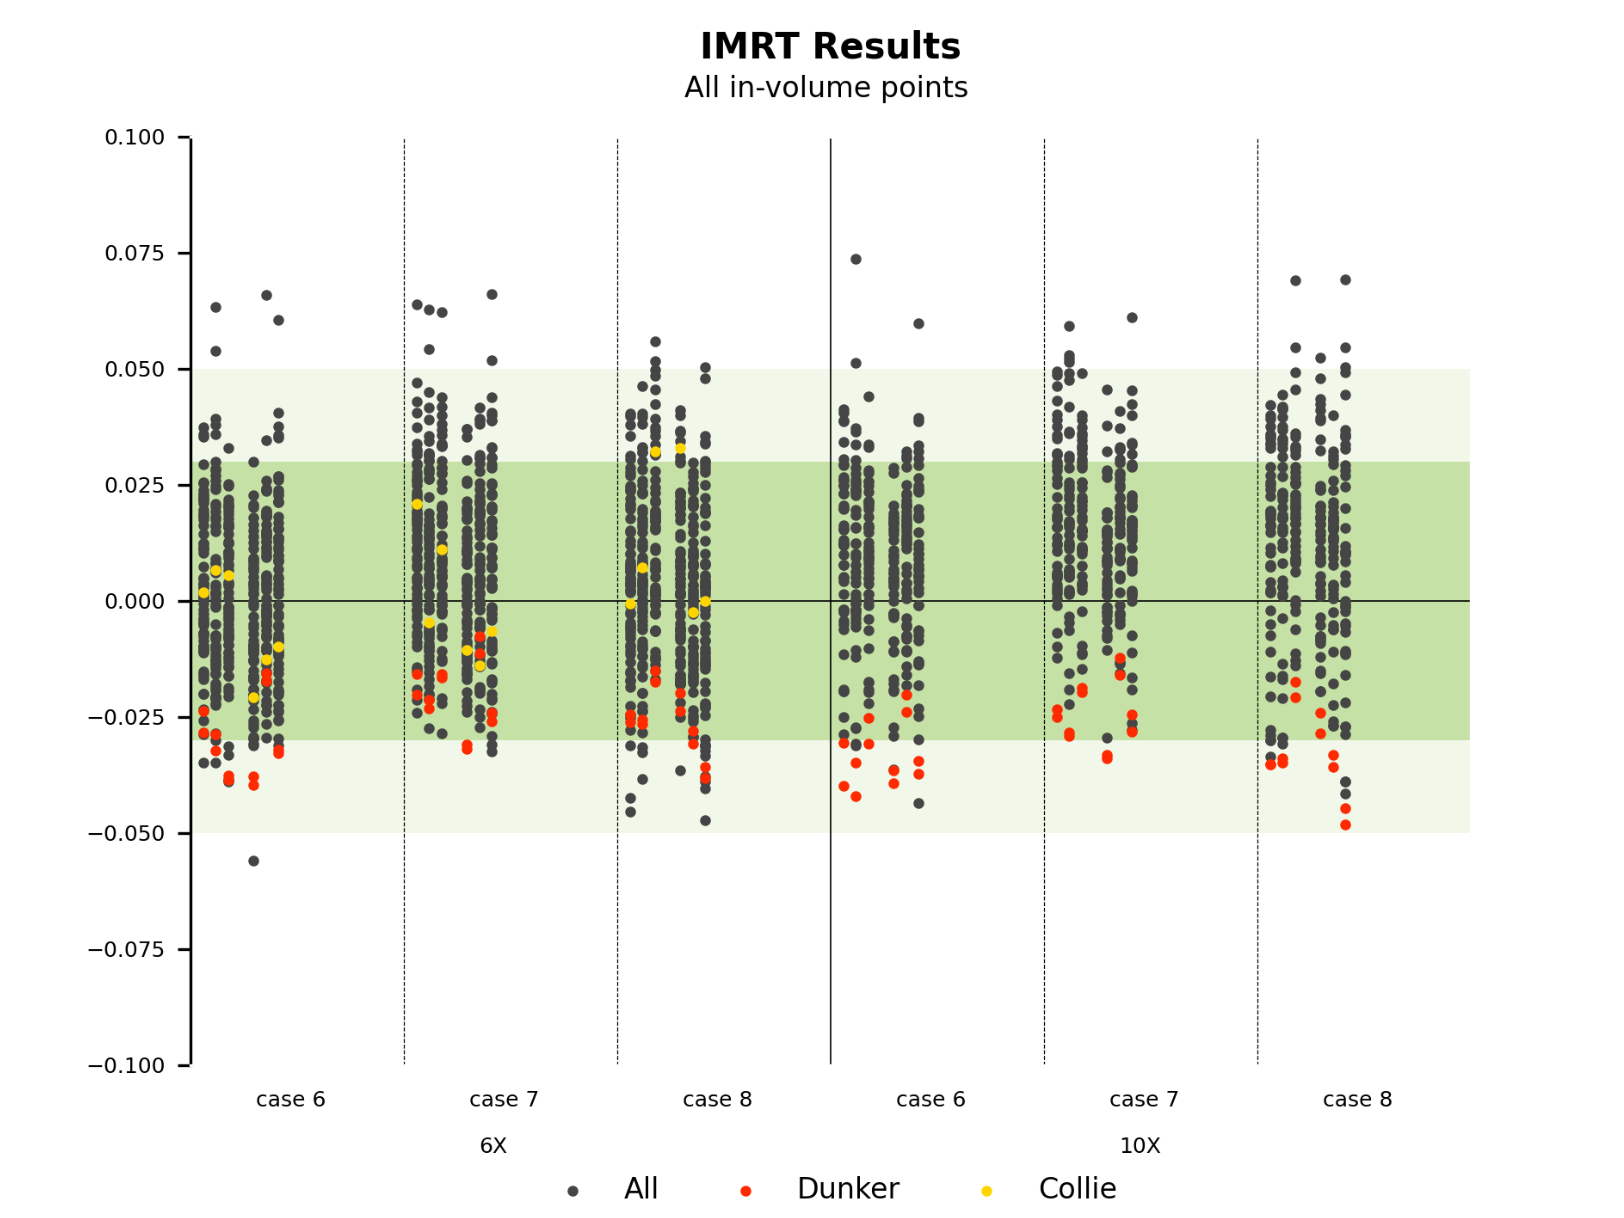 IMRT Results
All in-volume points
0.100
0.075
0.050
0.025
0.000
−0.025
−0.050
−0.075
−0.100
case 6 case 7 case 8 case 6 case 7 case 8
6X 10X
All Dunker Collie